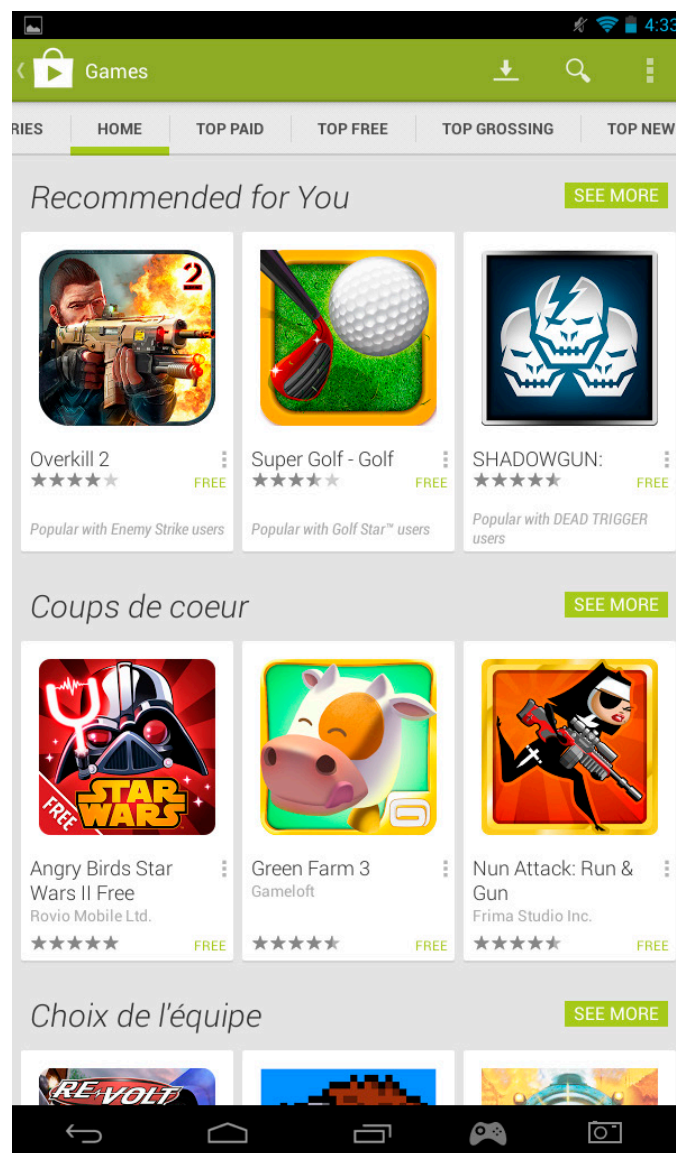 4:33
Games
RIES
HOME
TOP PAID
TOP FREE
TOP GROSSING
TOP NEW
Recommended for You
SEE MORE
2
Overkill 2
FREE
Popular with Enemy Strike users
Super Golf - Golf
FREE
Popular with Golf Star™ users
SHADOWGUN:
FREE
Popular with DEAD TRIGGER
users
Coups de coeur
SEE MORE
FREE
STAR
WARS
Angry Birds Star
Wars II Free
Rovio Mobile Ltd.
FREE
Green Farm 3
Gameloft
FREE
Nun Attack: Run &
Gun
Frima Studio Inc.
FREE
Choix de l'équipe
SEE MORE
RE-VOLT